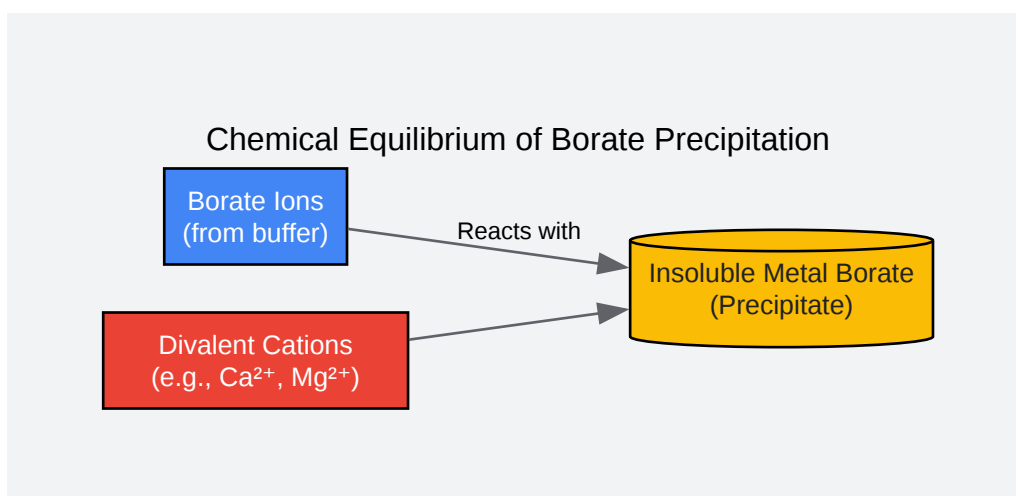 Chemical Equilibrium of Borate Precipitation
Borate Ions
(from buffer)
Reacts with
Insoluble Metal Borate
(Precipitate)
Divalent Cations
(e.g., Ca²⁺, Mg²⁺)